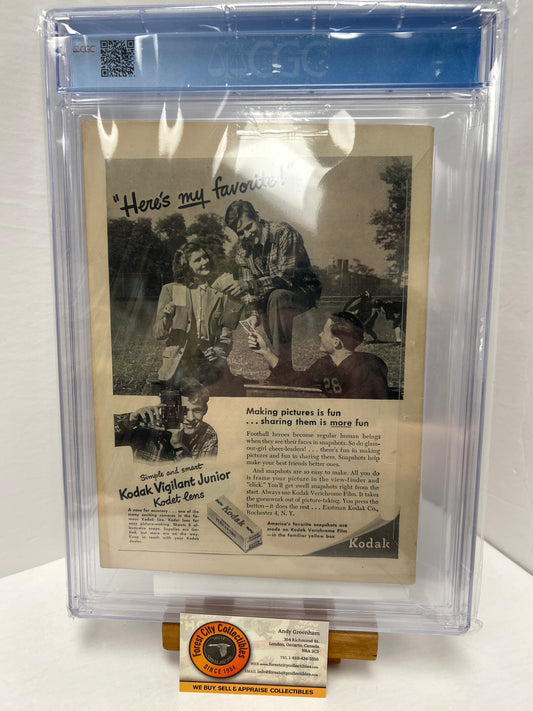 CGC
CGC
"Here's my favorite!"
28
Making pictures is fun
... sharing them is more fun
Football heroes become regular human beings
when they see their faces in snapshots. So do glam-
our-girl cheer-leaders! . . . there's fun in making
pictures and fun in sharing them. Snapshots help
make your best friends better ones.
And snapshots are so easy to make. All you do
is frame your picture in the view-finder and
"click." You'll get swell snapshots right from the
start. Always use Kodak Verichrome Film. It takes
the guesswork out of picture-taking. You press the
button—it does the rest . . . Eastman Kodak Co.,
Rochester 4, N. Y.
America's favorite snapshots are
made on Kodak Verichrome Film
—in the familiar yellow box
Kodak
Simple and smart
Kodak Vigilant Junior
Kodet lens
Kodak
Forest City Collectibles
SINCE 1984
Andy Greenham
London, Ontario, Canada
WE BUY, SELL & APPRAISE COLLECTIBLES